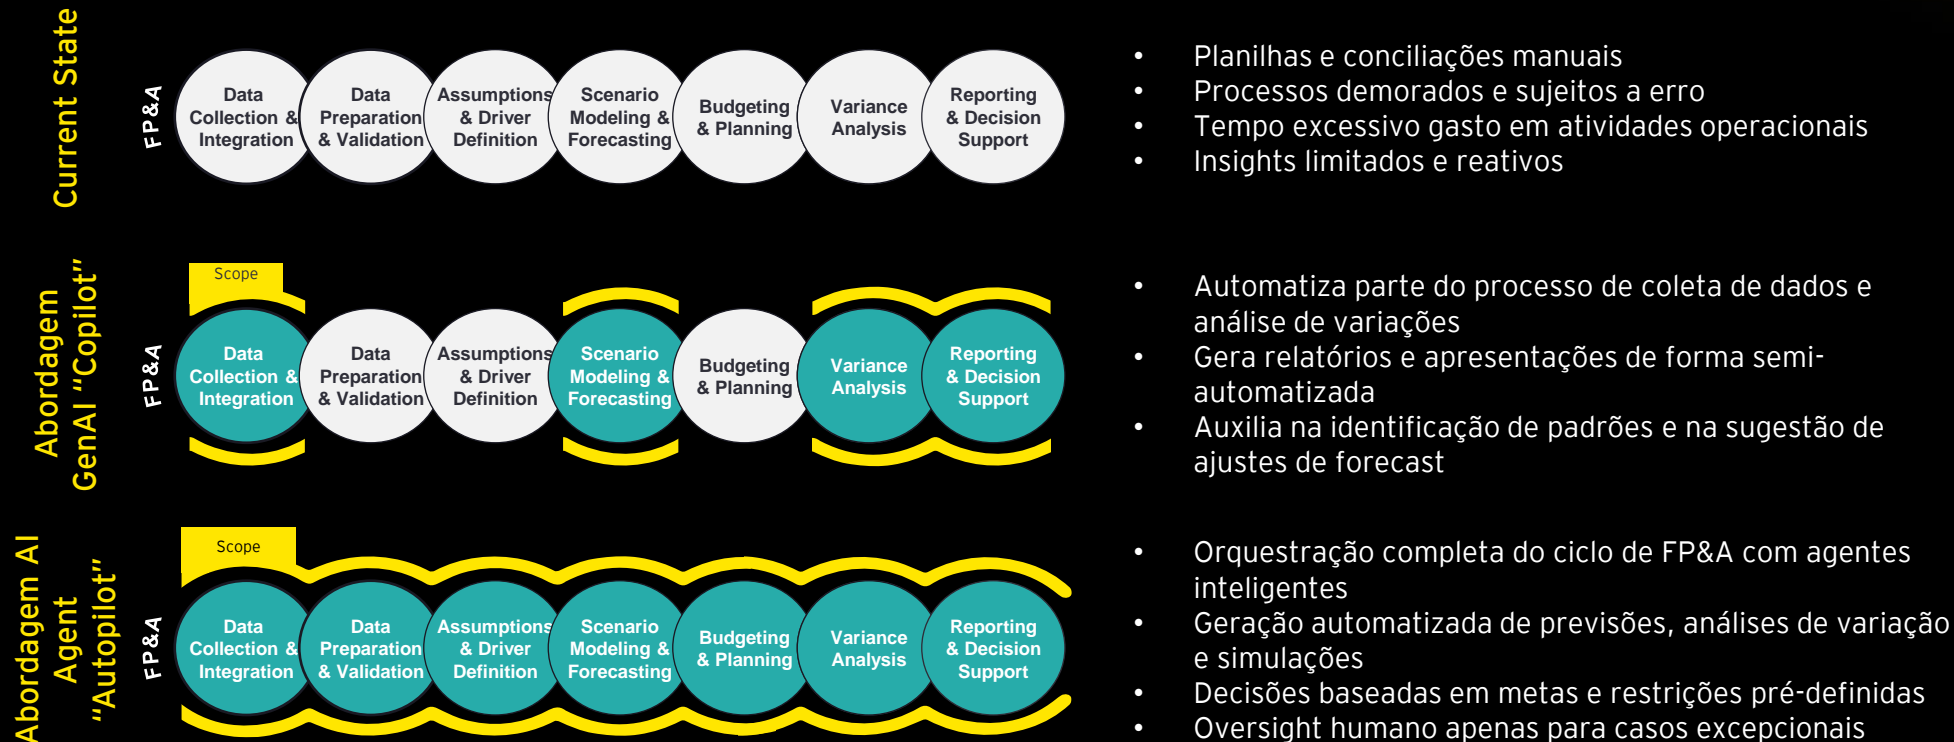 Current State
FP&A
Data
Collection &
Integration
Data
Preparation
& Validation
Assumptions
& Driver
Definition
Scenario
Modeling &
Forecasting
Budgeting
& Planning
Variance
Analysis
Reporting
& Decision
Support
• Planilhas e conciliações manuais
• Processos demorados e sujeitos a erro
• Tempo excessivo gasto em atividades operacionais
• Insights limitados e reativos
Abordagem
GenAI “Copilot”
FP&A
Scope
Data
Collection &
Integration
Data
Preparation
& Validation
Assumptions
& Driver
Definition
Scenario
Modeling &
Forecasting
Budgeting
& Planning
Variance
Analysis
Reporting
& Decision
Support
• Automatiza parte do processo de coleta de dados e
análise de variações
• Gera relatórios e apresentações de forma semi-
automatizada
• Auxilia na identificação de padrões e na sugestão de
ajustes de forecast
Abordagem AI
Agent
“Autopilot”
FP&A
Scope
Data
Collection &
Integration
Data
Preparation
& Validation
Assumptions
& Driver
Definition
Scenario
Modeling &
Forecasting
Budgeting
& Planning
Variance
Analysis
Reporting
& Decision
Support
• Orquestração completa do ciclo de FP&A com agentes
inteligentes
• Geração automatizada de previsões, análises de variação
e simulações
• Decisões baseadas em metas e restrições pré-definidas
• Oversight humano apenas para casos excepcionais